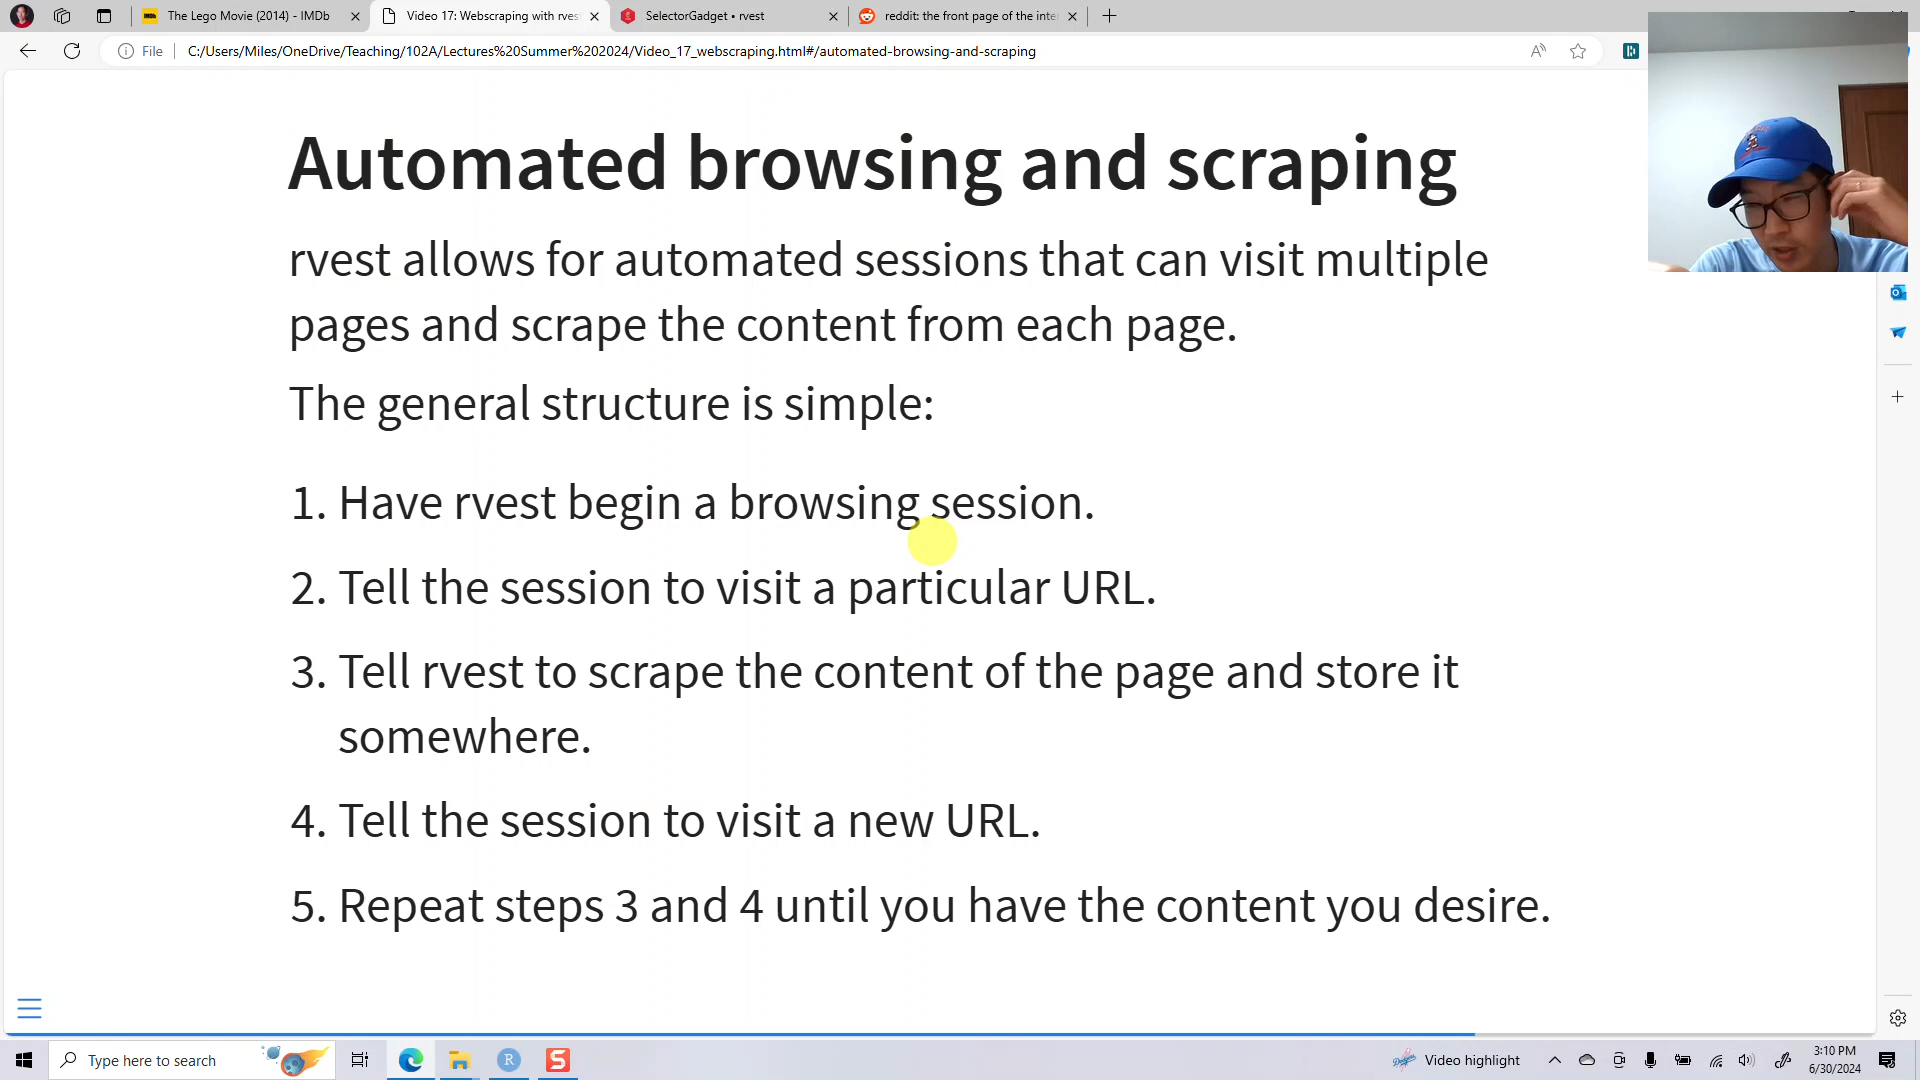 The Lego Movie (2014) - IMDb
Video 17: Webscraping with rves
SelectorGadget • rvest
reddit: the front page of the inte
File
C:/Users/Miles/OneDrive/Teaching/102A/Lectures%20Summer%202024/Video_17_webscraping.html#/automated-browsing-and-scraping
Automated browsing and scraping
rvest allows for automated sessions that can visit multiple
pages and scrape the content from each page.
The general structure is simple:
1. Have rvest begin a browsing session.
2. Tell the session to visit a particular URL.
3. Tell rvest to scrape the content of the page and store it
somewhere.
4. Tell the session to visit a new URL.
5. Repeat steps 3 and 4 until you have the content you desire.
Type here to search
Video highlight
3:10 PM
6/30/2024